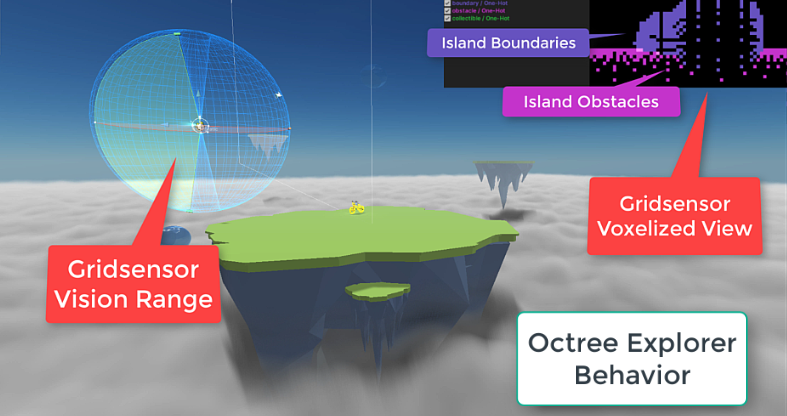 boundary / One-Hot
obstacle / One-Hot
collectible / One-Hot
Island Boundaries
Island Obstacles
Gridsensor
Voxelized View
Gridsensor
Vision Range
Octree Explorer
Behavior